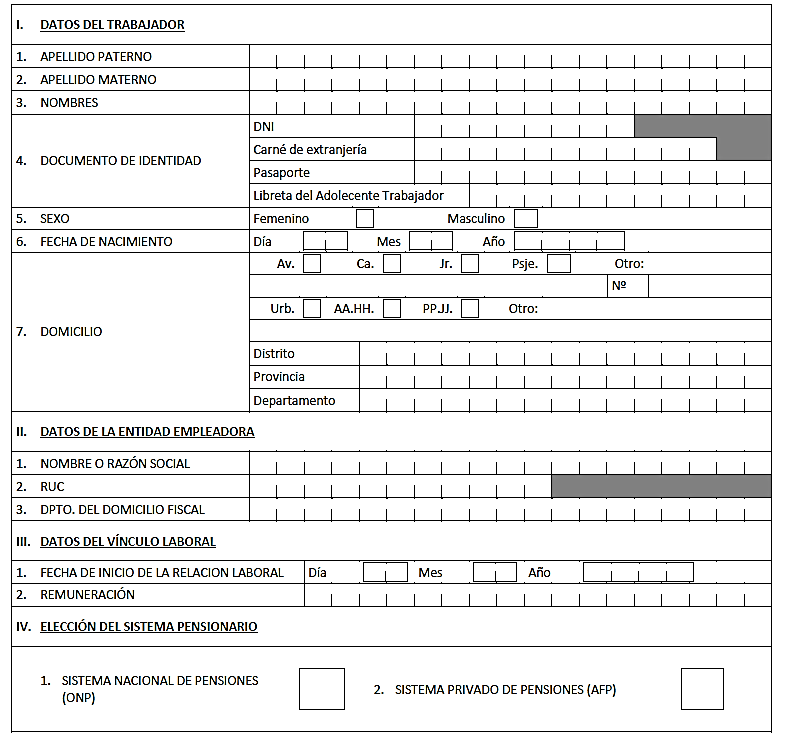 I. DATOS DEL TRABAJADOR
1. APELLIDO PATERNO
2. APELLIDO MATERNO
3. NOMBRES
4. DOCUMENTO DE IDENTIDAD
DNI
Carné de extranjería
Pasaporte
Libreta del Adolecente Trabajador
5. SEXO Femenino Masculino
6. FECHA DE NACIMIENTO Día Mes Año
7. DOMICILIO
Av. Ca. Jr. Psje. Otro:
Nº
Urb. AA.HH. PP.JJ. Otro:
Distrito
Provincia
Departamento
II. DATOS DE LA ENTIDAD EMPLEADORA
1. NOMBRE O RAZÓN SOCIAL
2. RUC
3. DPTO. DEL DOMICILIO FISCAL
III. DATOS DEL VÍNCULO LABORAL
1. FECHA DE INICIO DE LA RELACION LABORAL Día Mes Año
2. REMUNERACIÓN
IV. ELECCIÓN DEL SISTEMA PENSIONARIO
1. SISTEMA NACIONAL DE PENSIONES
(ONP)
2. SISTEMA PRIVADO DE PENSIONES (AFP)